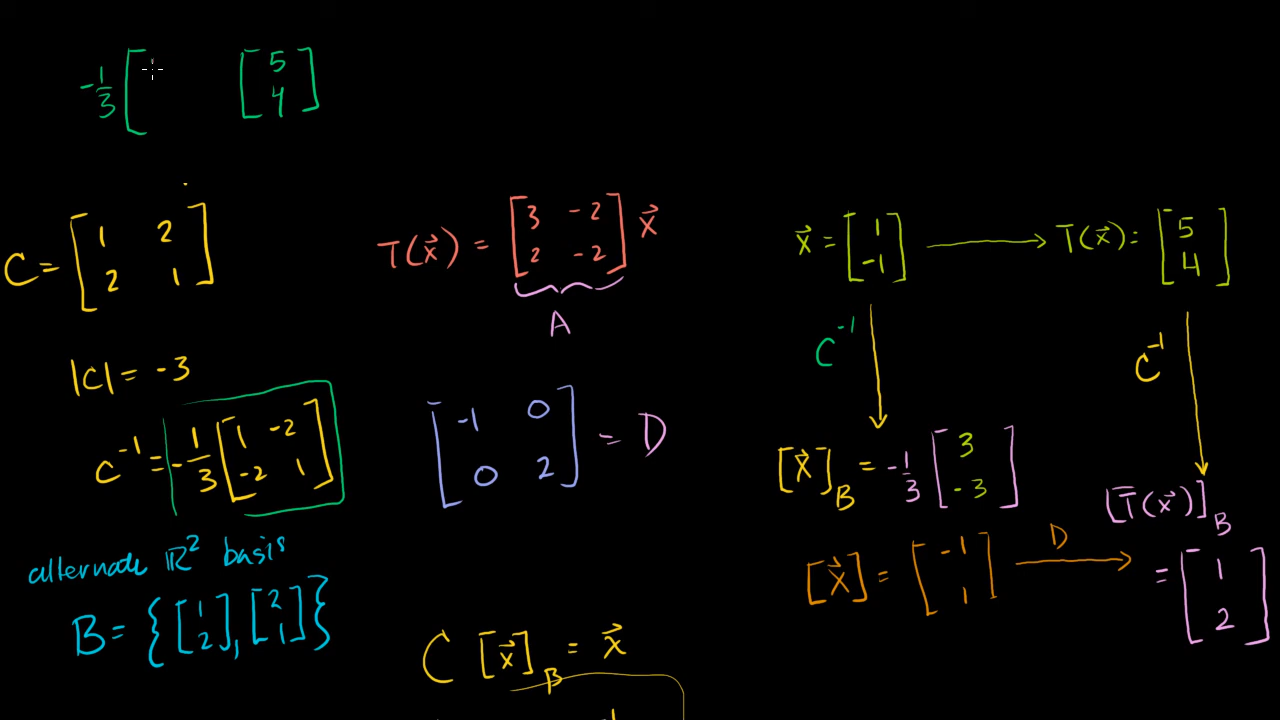 -1/3 [ [5 4]
C = [1 2 2 1]
T(x⃗) = [3 -2 2 -2] x⃗
A
x⃗ = [1 -1] → T(x⃗) = [5 4]
C⁻¹
C⁻¹
|C| = -3
C⁻¹ = -1/3 [1 -2 -2 1]
[-1 0 0 2] = D
[x⃗]B = -1/3 [3 -3]
[T(x⃗)]B
= [1 2]
[x⃗] = [-1 1]
D
alternate ℝ² basis
B = {[1 2], [2 1]}
C [x⃗]B = x⃗